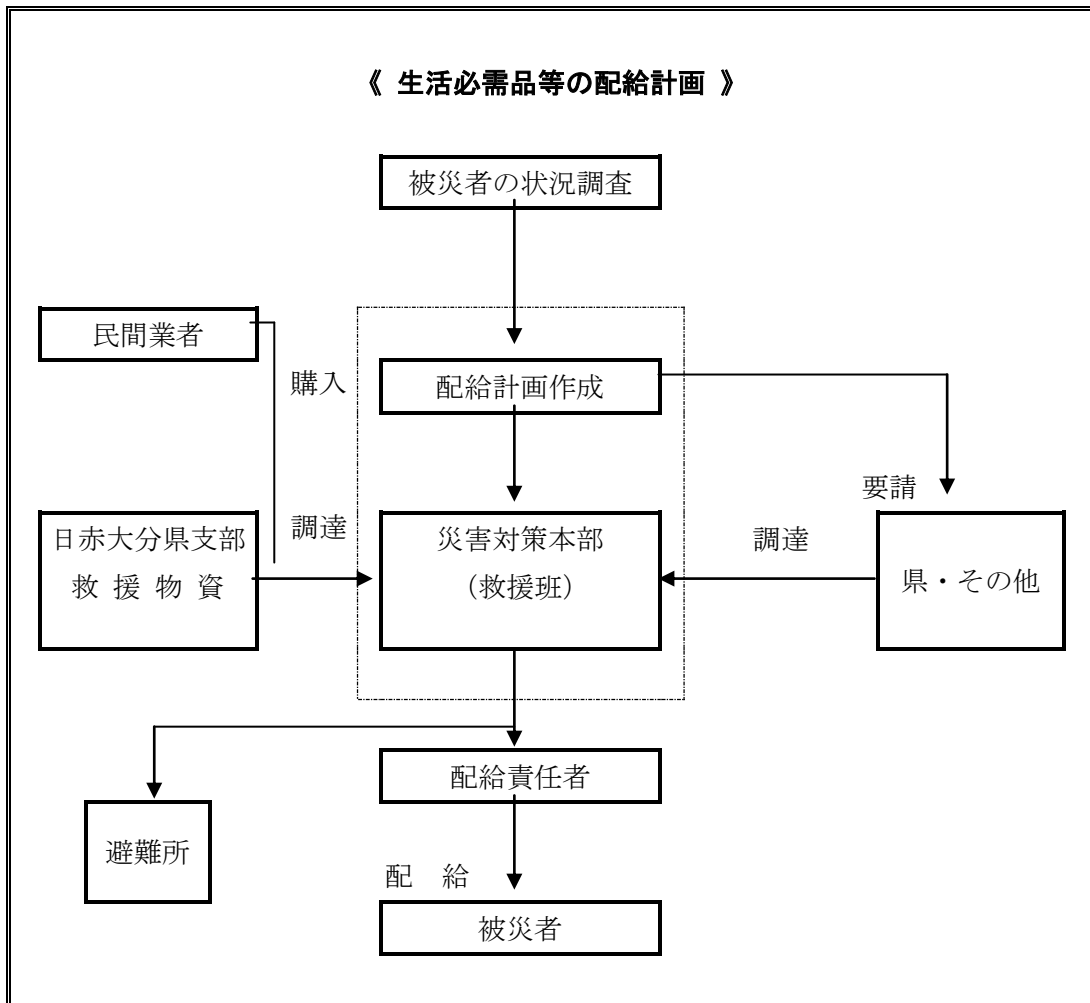 《 生活必需品等の配給計画 》
被災者の状況調査
民間業者
購入
配給計画作成
要請
日赤大分県支部
救 援 物 資
調達
災害対策本部
（救援班）
調達
県・その他
配給責任者
避難所
配　給
被災者